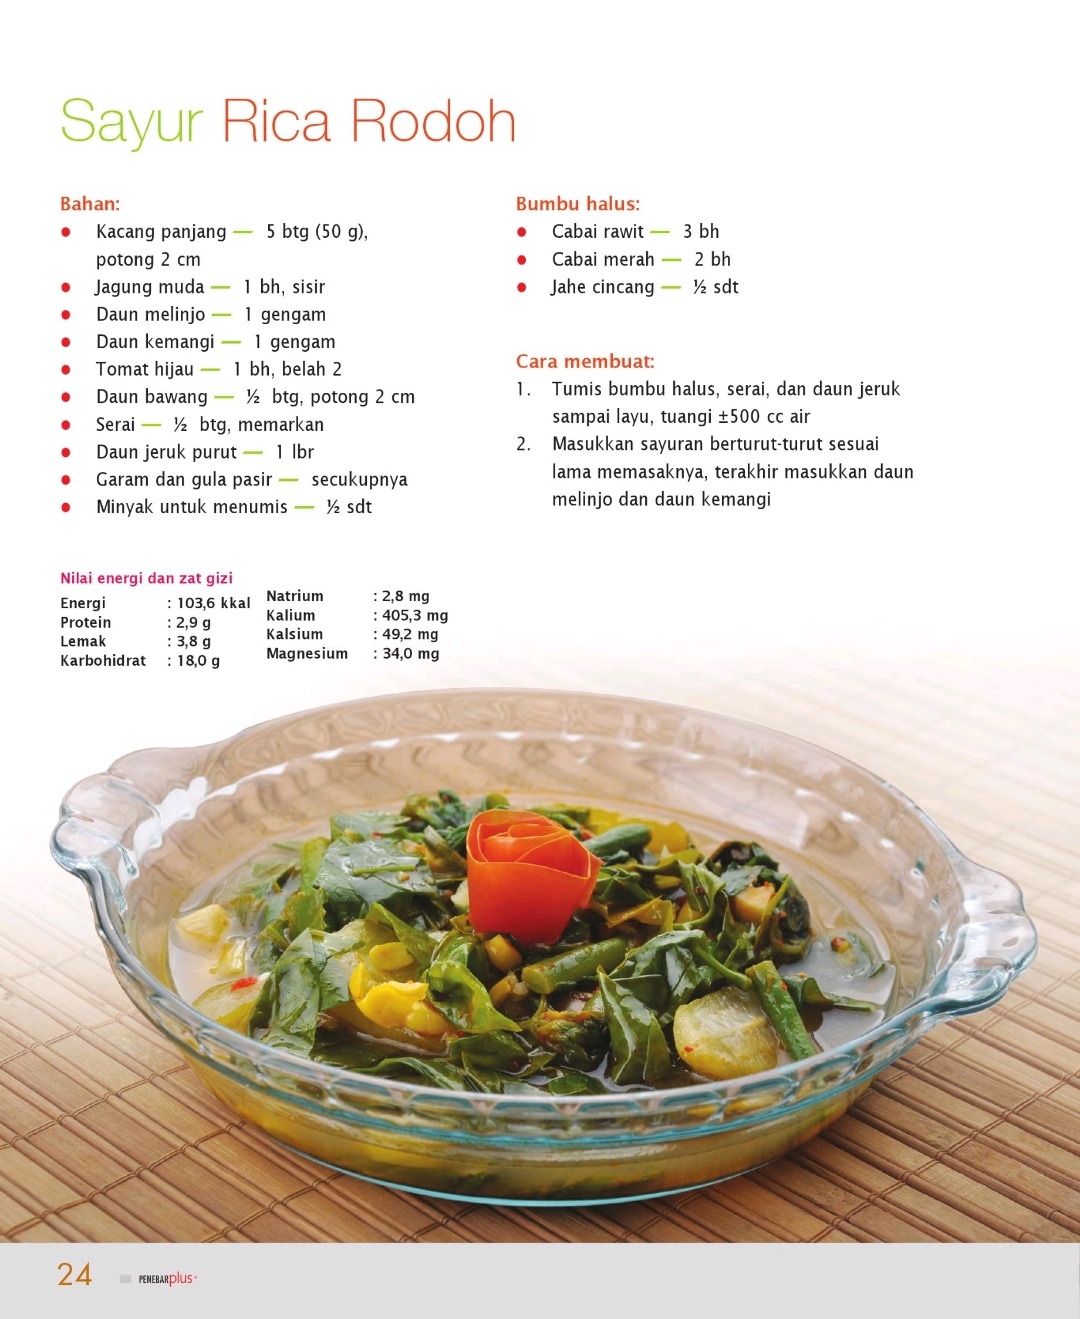 Sayur Rica Rodoh
Bahan:
● Kacang panjang — 5 btg (50 g),
potong 2 cm
● Jagung muda — 1 bh, sisir
● Daun melinjo — 1 gengam
● Daun kemangi — 1 gengam
● Tomat hijau — 1 bh, belah 2
● Daun bawang — ½ btg, potong 2 cm
● Serai — ½ btg, memarkan
● Daun jeruk purut — 1 lbr
● Garam dan gula pasir — secukupnya
● Minyak untuk menumis — ½ sdt
Bumbu halus:
● Cabai rawit — 3 bh
● Cabai merah — 2 bh
● Jahe cincang — ½ sdt
Cara membuat:
1. Tumis bumbu halus, serai, dan daun jeruk
sampai layu, tuangi ±500 cc air
2. Masukkan sayuran berturut-turut sesuai
lama memasaknya, terakhir masukkan daun
melinjo dan daun kemangi
Nilai energi dan zat gizi
Energi : 103,6 kkal
Protein : 2,9 g
Lemak : 3,8 g
Karbohidrat : 18,0 g
Natrium : 2,8 mg
Kalium : 405,3 mg
Kalsium : 49,2 mg
Magnesium : 34,0 mg
24 PENEBARplus+